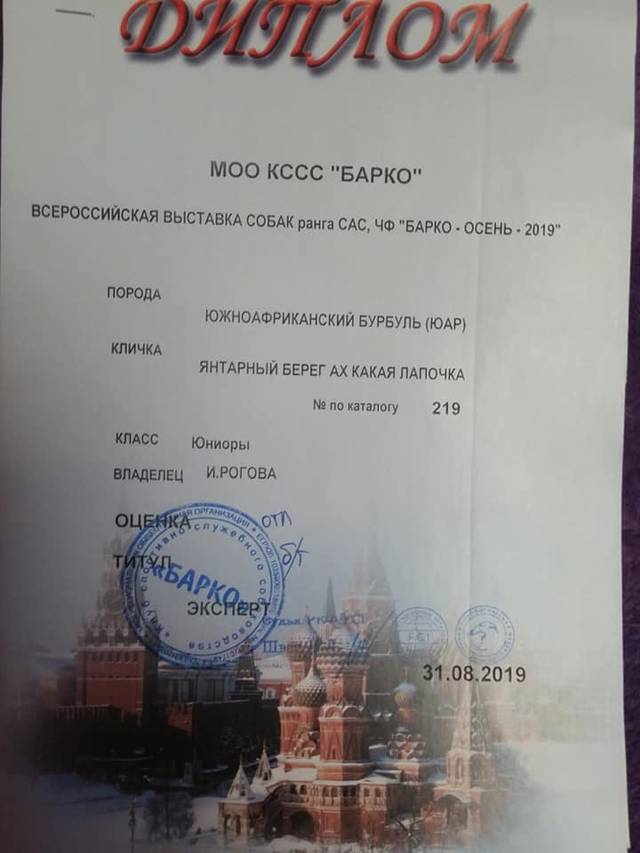 ДИПЛОМ
МОО КССС "БАРКО"
ВСЕРОССИЙСКАЯ ВЫСТАВКА СОБАК ранга САС, ЧФ "БАРКО - ОСЕНЬ - 2019"
ПОРОДА
ЮЖНОАФРИКАНСКИЙ БУРБУЛЬ (ЮАР)
КЛИЧКА
ЯНТАРНЫЙ БЕРЕГ АХ КАКАЯ ЛАПОЧКА
№ по каталогу 219
КЛАСС Юниоры
ВЛАДЕЛЕЦ И.РОГОВА
ОЦЕНКА отл
ТИТУЛ б/к
«БАРКО»
ЭКСПЕРТ
FCI
31.08.2019